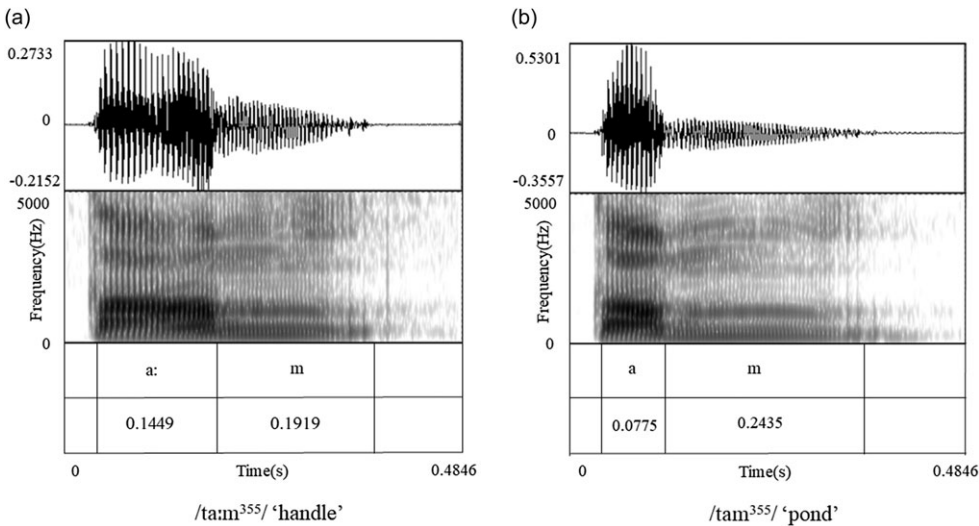 (a)
0.2733
0
-0.2152
5000
Frequency(Hz)
0
a: m
0.1449 0.1919
0 Time(s) 0.4846
/ta:m³⁵⁵/ ‘handle’
(b)
0.5301
0
-0.3557
5000
Frequency(Hz)
0
a m
0.0775 0.2435
0 Time(s) 0.4846
/tam³⁵⁵/ ‘pond’